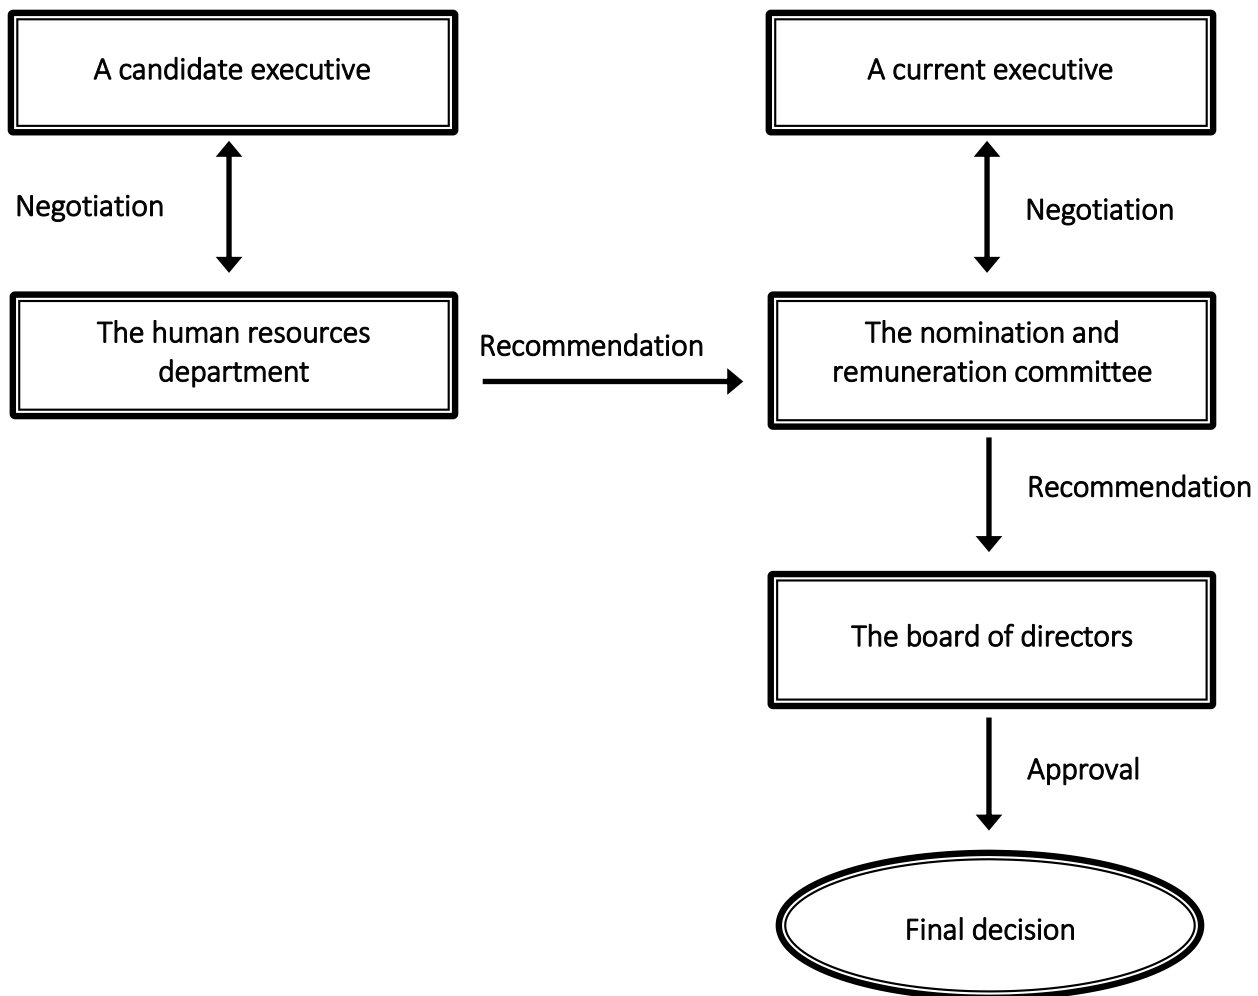 A candidate executive
A current executive
Negotiation
Negotiation
The human resources
department
Recommendation
The nomination and
remuneration committee
Recommendation
The board of directors
Approval
Final decision